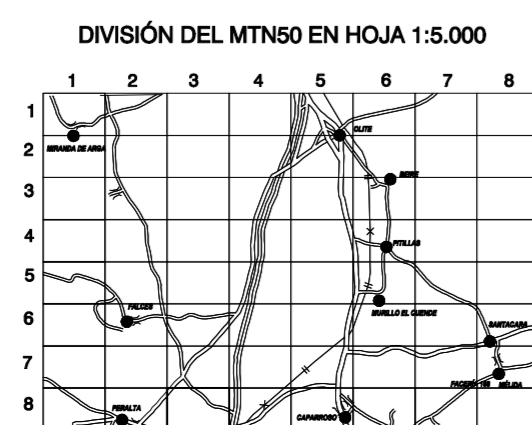 DIVISIÓN DEL MTN50 EN HOJA 1:5.000
1 2 3 4 5 6 7 8
1
OLITE
2
MIRANDA DE ARGA
BEIRE
3
4
PITILLAS
5
FALCES
MURILLO EL CUENDE
6
SANTACARA
7
FACERÍA 106 MÉLIDA
8
PERALTA
CAPARROSO